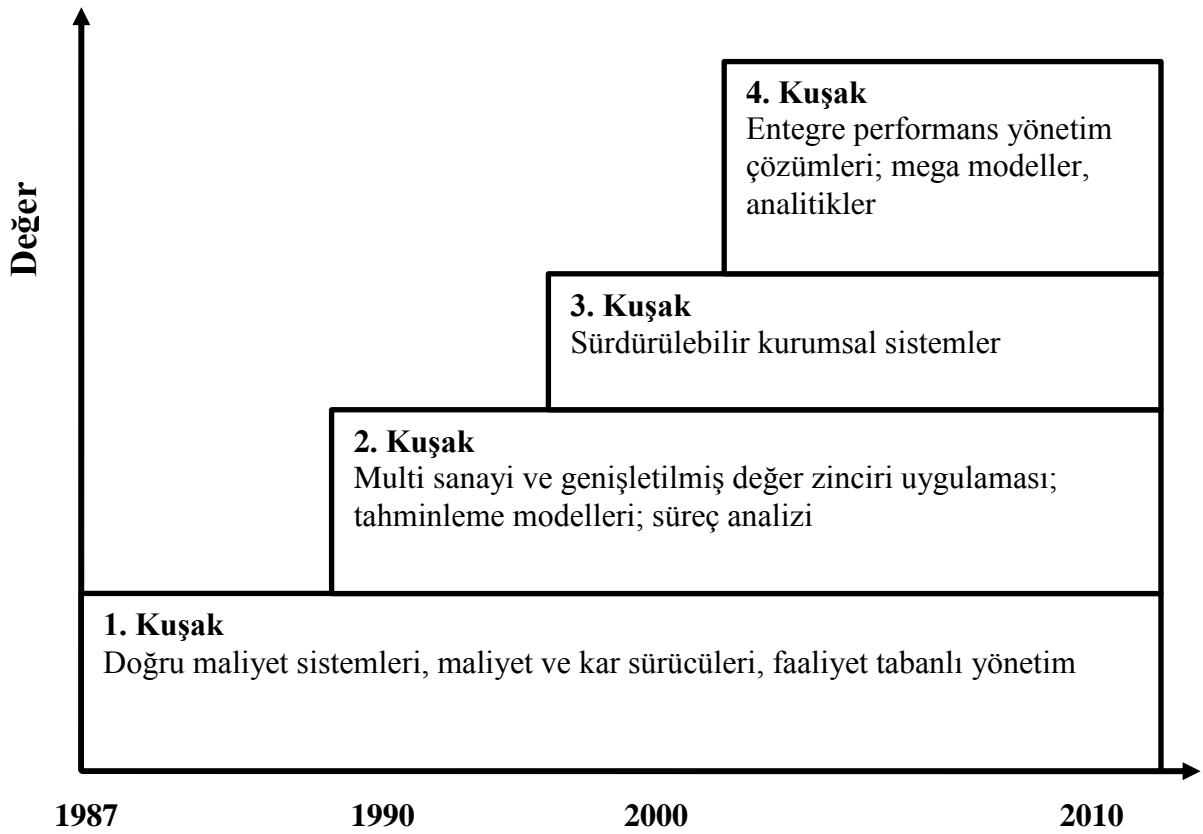 Değer
4. Kuşak
Entegre performans yönetim
çözümleri; mega modeller,
analitikler
3. Kuşak
Sürdürülebilir kurumsal sistemler
2. Kuşak
Multi sanayi ve genişletilmiş değer zinciri uygulaması;
tahminleme modelleri; süreç analizi
1. Kuşak
Doğru maliyet sistemleri, maliyet ve kar sürücüleri, faaliyet tabanlı yönetim
1987 1990 2000 2010